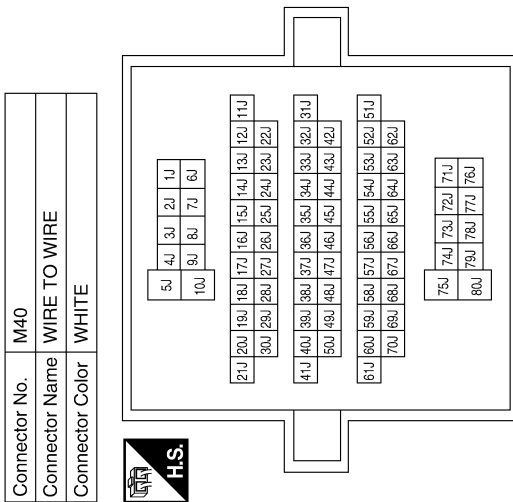 Connector No. M40
Connector Name WIRE TO WIRE
Connector Color WHITE
H.S.
5J 4J 3J 2J 1J
10J 9J 8J 7J 6J
21J 20J 19J 18J 17J 16J 15J 14J 13J 12J 11J
30J 29J 28J 27J 26J 25J 24J 23J 22J
41J 40J 39J 38J 37J 36J 35J 34J 33J 32J 31J
50J 49J 48J 47J 46J 45J 44J 43J 42J
61J 60J 59J 58J 57J 56J 55J 54J 53J 52J 51J
70J 69J 68J 67J 66J 65J 64J 63J 62J
75J 74J 73J 72J 71J
80J 79J 78J 77J 76J